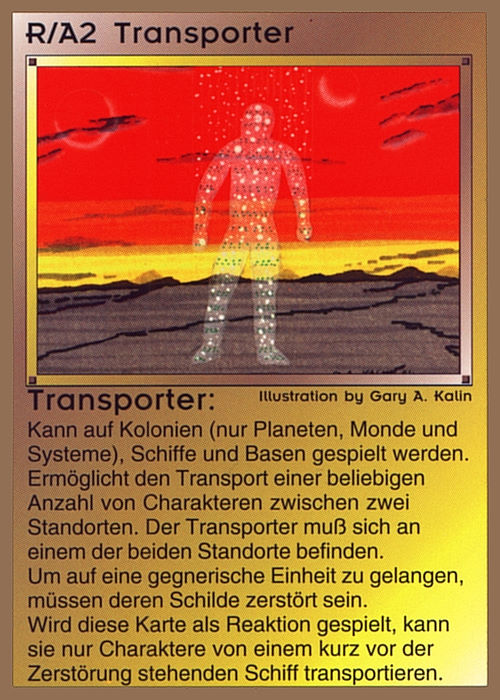 R/A2 Transporter
Transporter:
Illustration by Gary A. Kalin
Kann auf Kolonien (nur Planeten, Monde und
Systeme), Schiffe und Basen gespielt werden.
Ermöglicht den Transport einer beliebigen
Anzahl von Charakteren zwischen zwei
Standorten. Der Transporter muß sich an
einem der beiden Standorte befinden.
Um auf eine gegnerische Einheit zu gelangen,
müssen deren Schilde zerstört sein.
Wird diese Karte als Reaktion gespielt, kann
sie nur Charaktere von einem kurz vor der
Zerstörung stehenden Schiff transportieren.